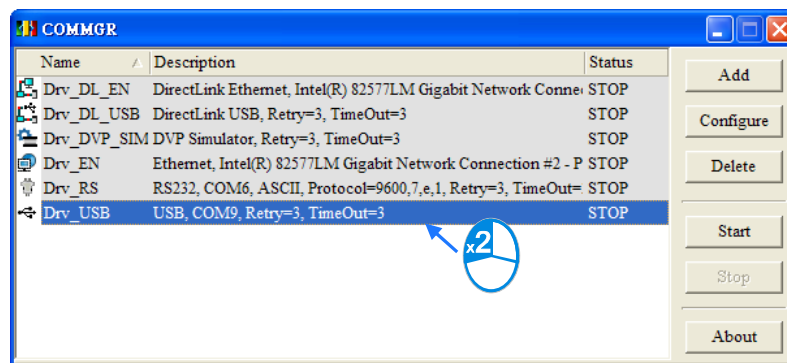 COMMGR
Name Description Status
Drv_DL_EN DirectLink Ethernet, Intel(R) 82577LM Gigabit Network Conne STOP
Drv_DL_USB DirectLink USB, Retry=3, TimeOut=3 STOP
Drv_DVP_SIM DVP Simulator, Retry=3, TimeOut=3 STOP
Drv_EN Ethernet, Intel(R) 82577LM Gigabit Network Connection #2 - P STOP
Drv_RS RS232, COM6, ASCII, Protocol=9600,7,e,1, Retry=3, TimeOut= STOP
Drv_USB USB, COM9, Retry=3, TimeOut=3 STOP
x2
Add
Configure
Delete
Start
Stop
About